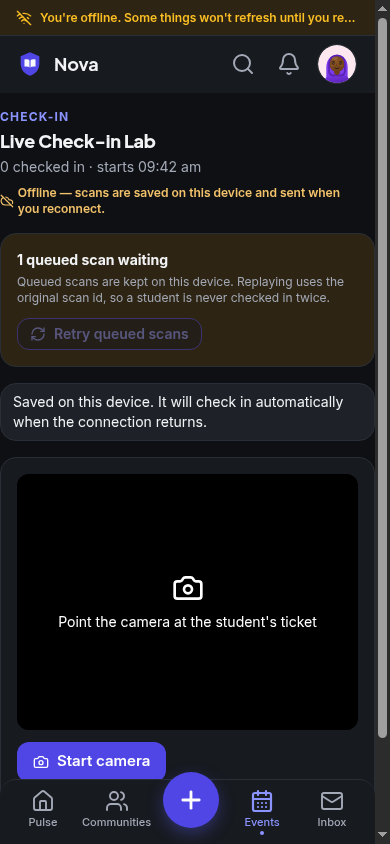 You're offline. Some things won't refresh until you re...
Nova
CHECK-IN
Live Check-in Lab
0 checked in · starts 09:42 am
Offline — scans are saved on this device and sent when
you reconnect.
1 queued scan waiting
Queued scans are kept on this device. Replaying uses the
original scan id, so a student is never checked in twice.
Retry queued scans
Saved on this device. It will check in automatically
when the connection returns.
Point the camera at the student's ticket
Start camera
Pulse
Communities
Events
Inbox